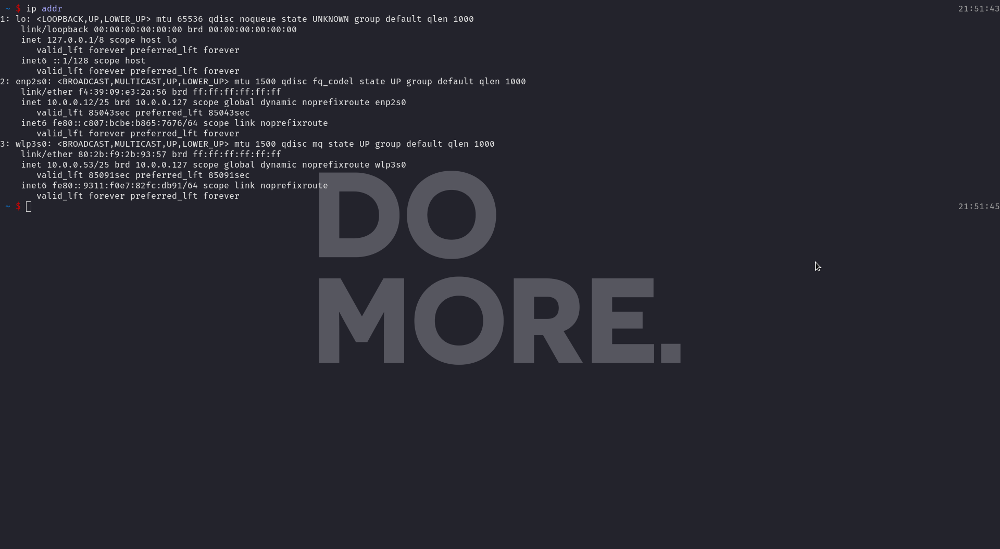 ~ $ ip addr 21:51:43
1: lo: <LOOPBACK,UP,LOWER_UP> mtu 65536 qdisc noqueue state UNKNOWN group default qlen 1000
    link/loopback 00:00:00:00:00:00 brd 00:00:00:00:00:00
    inet 127.0.0.1/8 scope host lo
       valid_lft forever preferred_lft forever
    inet6 ::1/128 scope host
       valid_lft forever preferred_lft forever
2: enp2s0: <BROADCAST,MULTICAST,UP,LOWER_UP> mtu 1500 qdisc fq_codel state UP group default qlen 1000
    link/ether f4:39:09:e3:2a:56 brd ff:ff:ff:ff:ff:ff
    inet 10.0.0.12/25 brd 10.0.0.127 scope global dynamic noprefixroute enp2s0
       valid_lft 85043sec preferred_lft 85043sec
    inet6 fe80::c807:bcbe:b865:7676/64 scope link noprefixroute
       valid_lft forever preferred_lft forever
3: wlp3s0: <BROADCAST,MULTICAST,UP,LOWER_UP> mtu 1500 qdisc mq state UP group default qlen 1000
    link/ether 80:2b:f9:2b:93:57 brd ff:ff:ff:ff:ff:ff
    inet 10.0.0.53/25 brd 10.0.0.127 scope global dynamic noprefixroute wlp3s0
       valid_lft 85091sec preferred_lft 85091sec
    inet6 fe80::9311:f0e7:82fc:db91/64 scope link noprefixroute
       valid_lft forever preferred_lft forever
~ $ 21:51:45
DO
MORE.